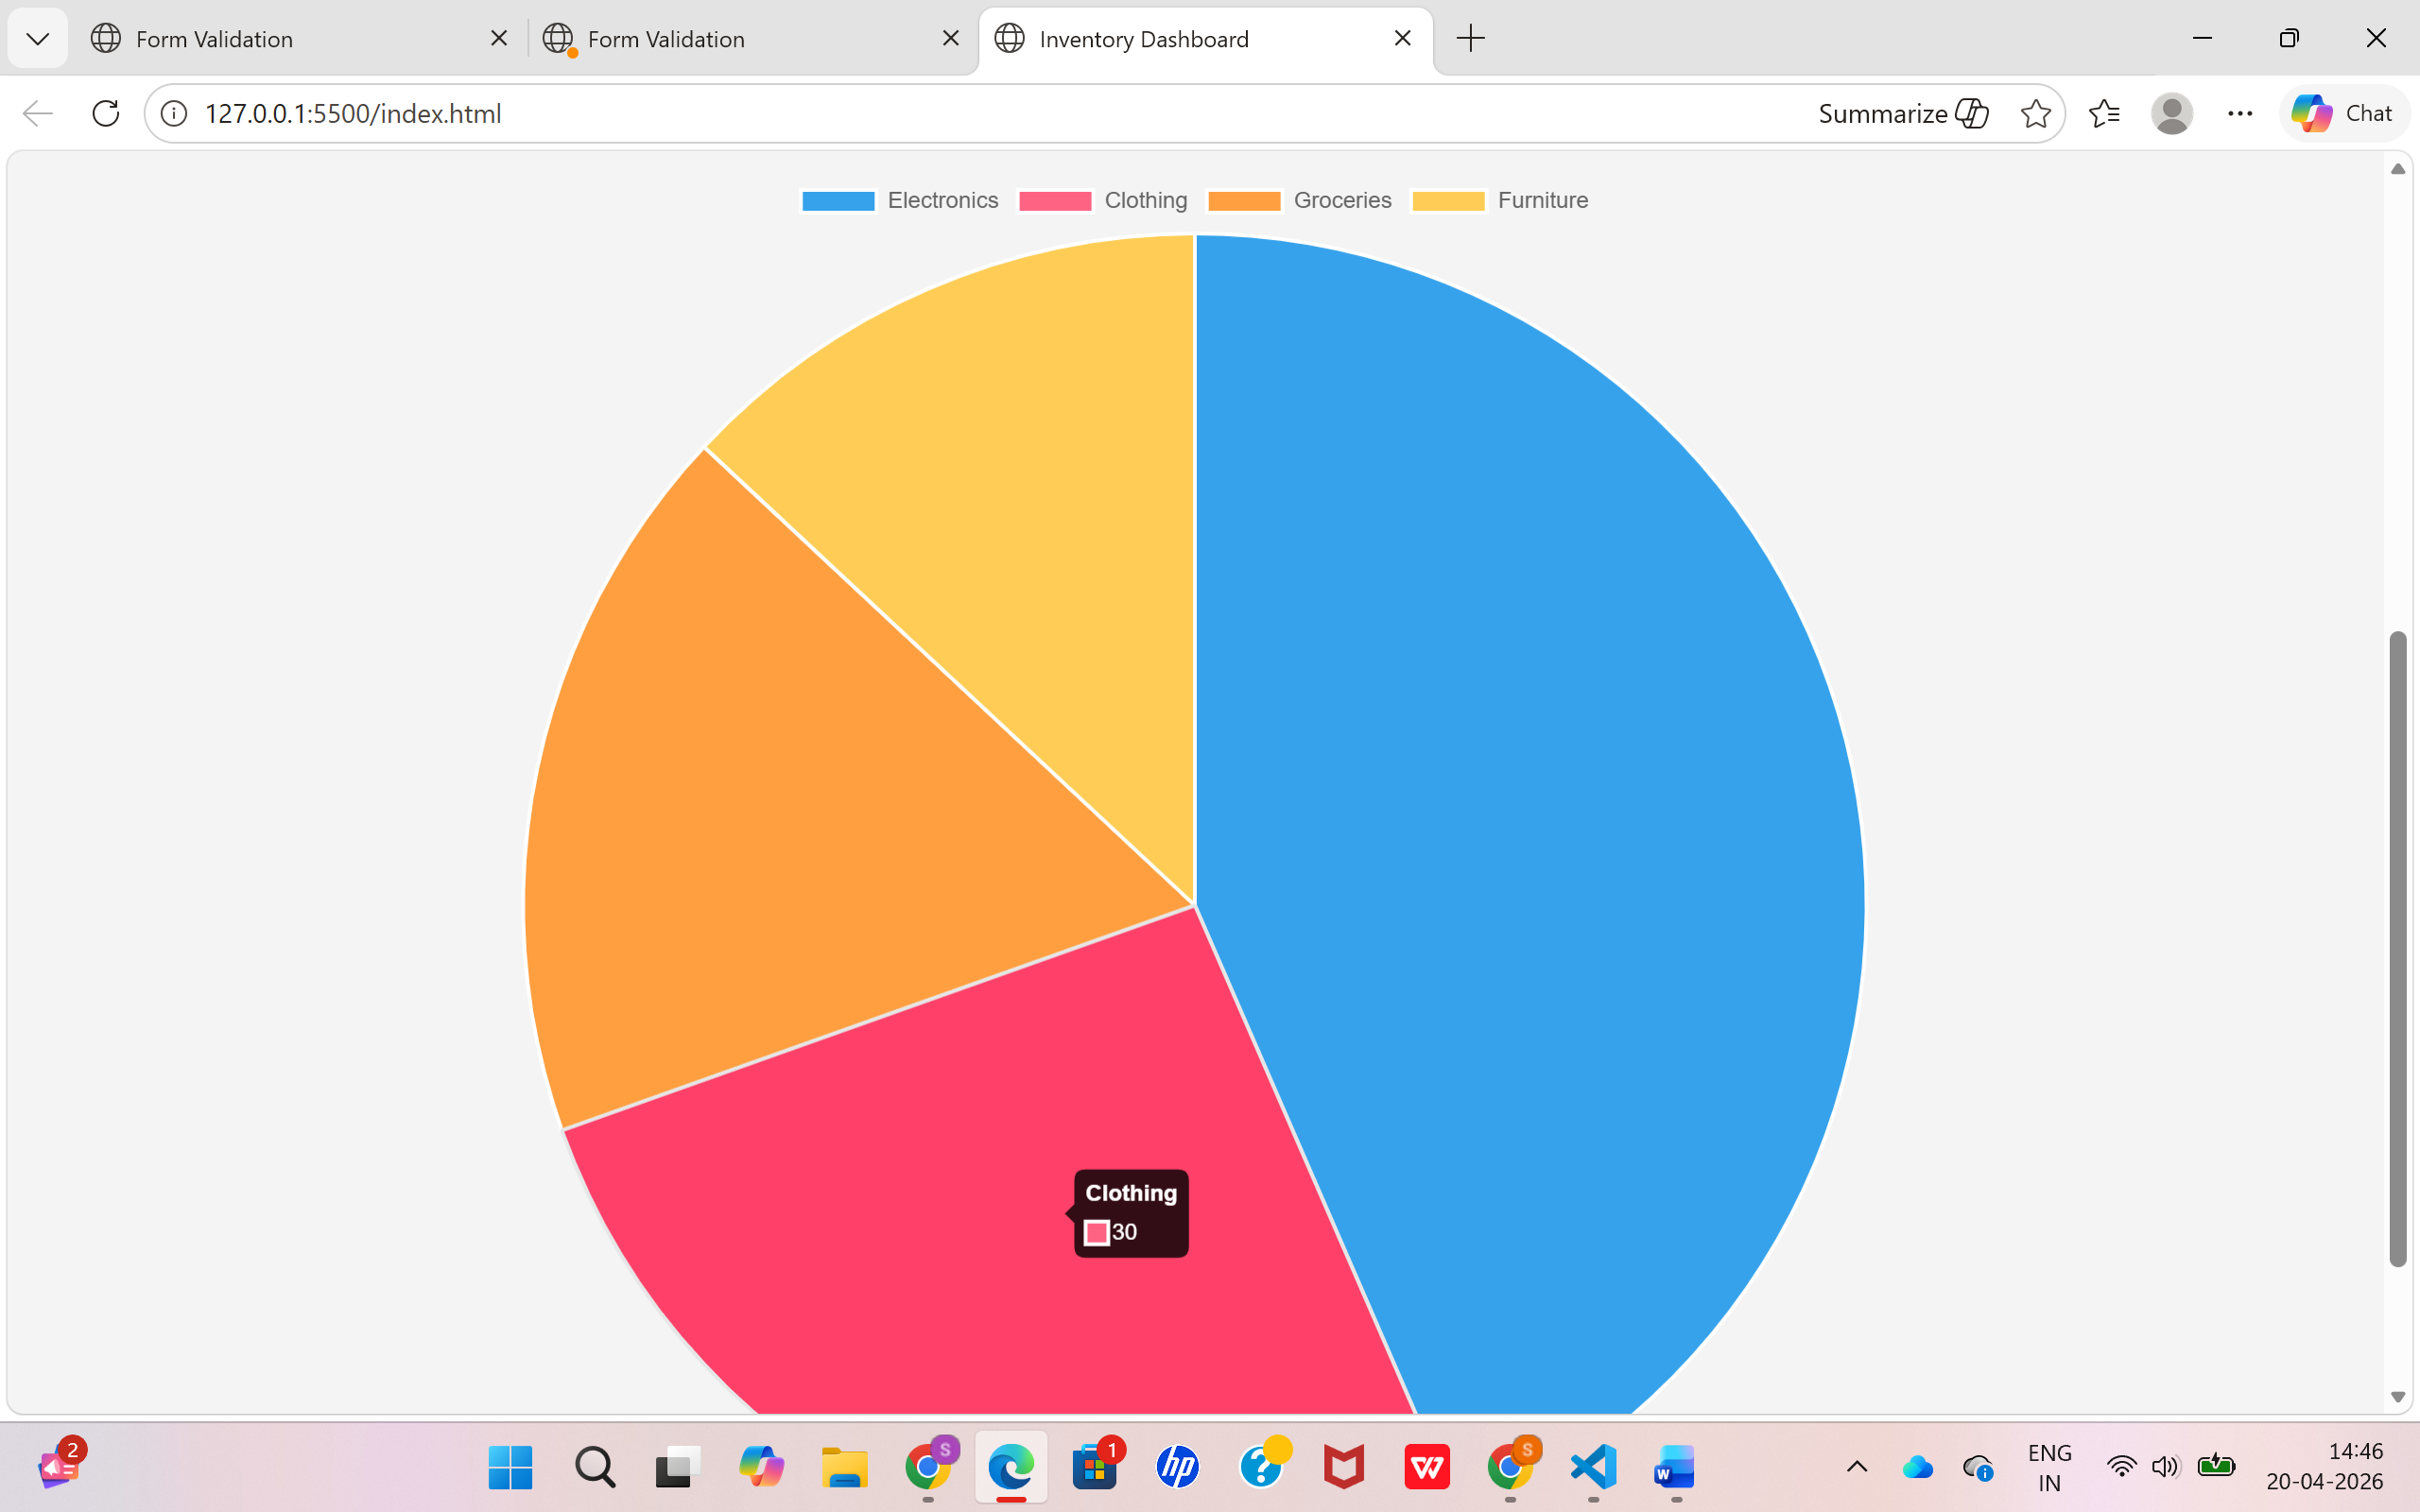 Form Validation
Form Validation
Inventory Dashboard
127.0.0.1:5500/index.html
Summarize
Chat
Electronics
Clothing
Groceries
Furniture
Clothing
30
2
S
1
hp
?
W
S
W
ENG
IN
14:46
20-04-2026